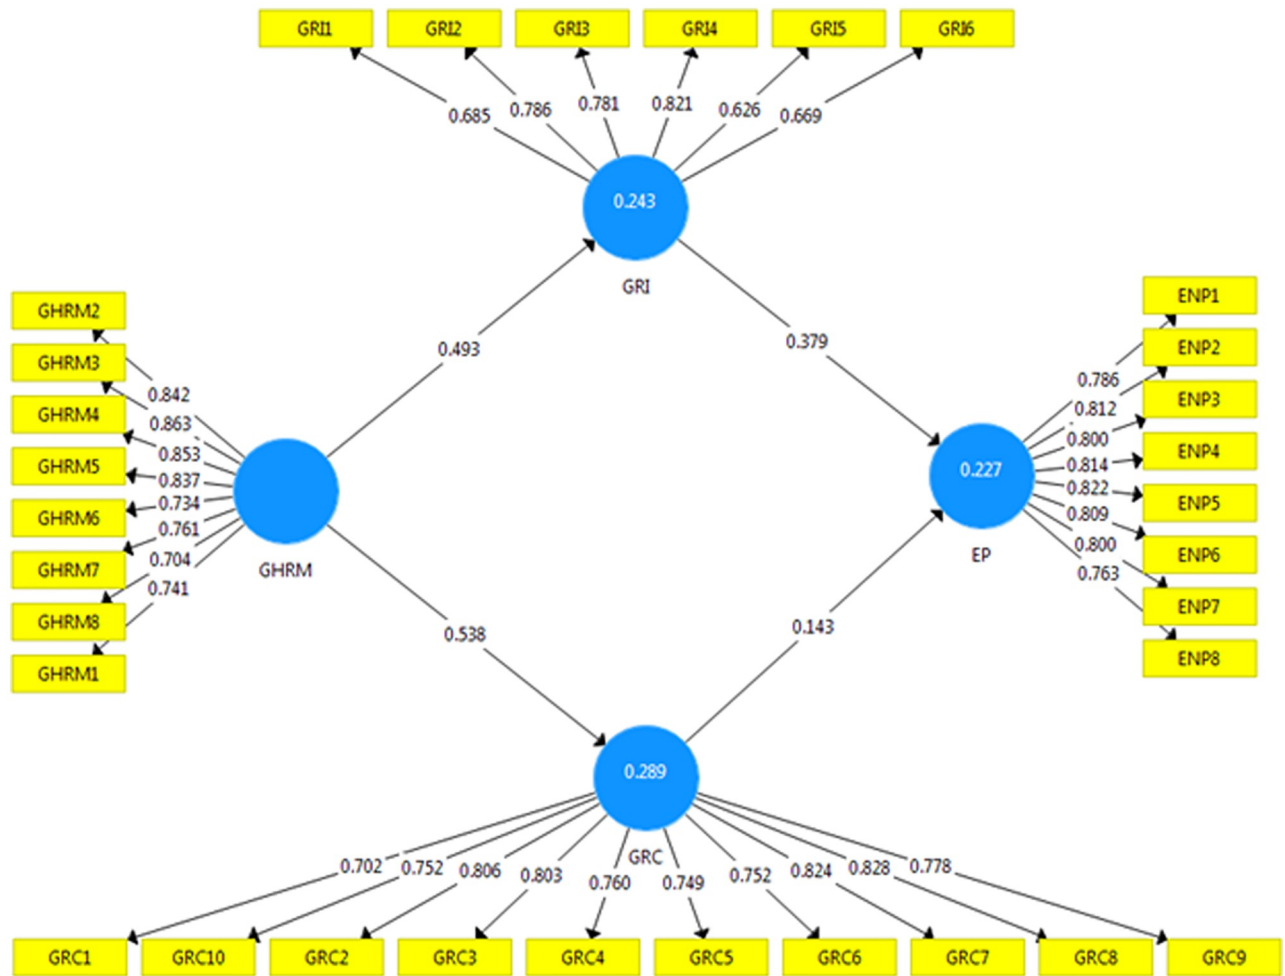 GRI1 GRI2 GRI3 GRI4 GRI5 GRI6
0.685 0.786 0.781 0.821 0.626 0.669
0.243
GRI
GHRM2
GHRM3
GHRM4
GHRM5
GHRM6
GHRM7
GHRM8
GHRM1
0.842
0.863
0.853
0.837
0.734
0.761
0.704
0.741
GHRM
0.493
0.538
0.379
0.143
0.227
EP
0.786
0.812
0.800
0.814
0.822
0.809
0.800
0.763
ENP1
ENP2
ENP3
ENP4
ENP5
ENP6
ENP7
ENP8
0.289
GRC
0.702 0.752 0.806 0.803 0.760 0.749 0.752 0.824 0.828 0.778
GRC1 GRC10 GRC2 GRC3 GRC4 GRC5 GRC6 GRC7 GRC8 GRC9